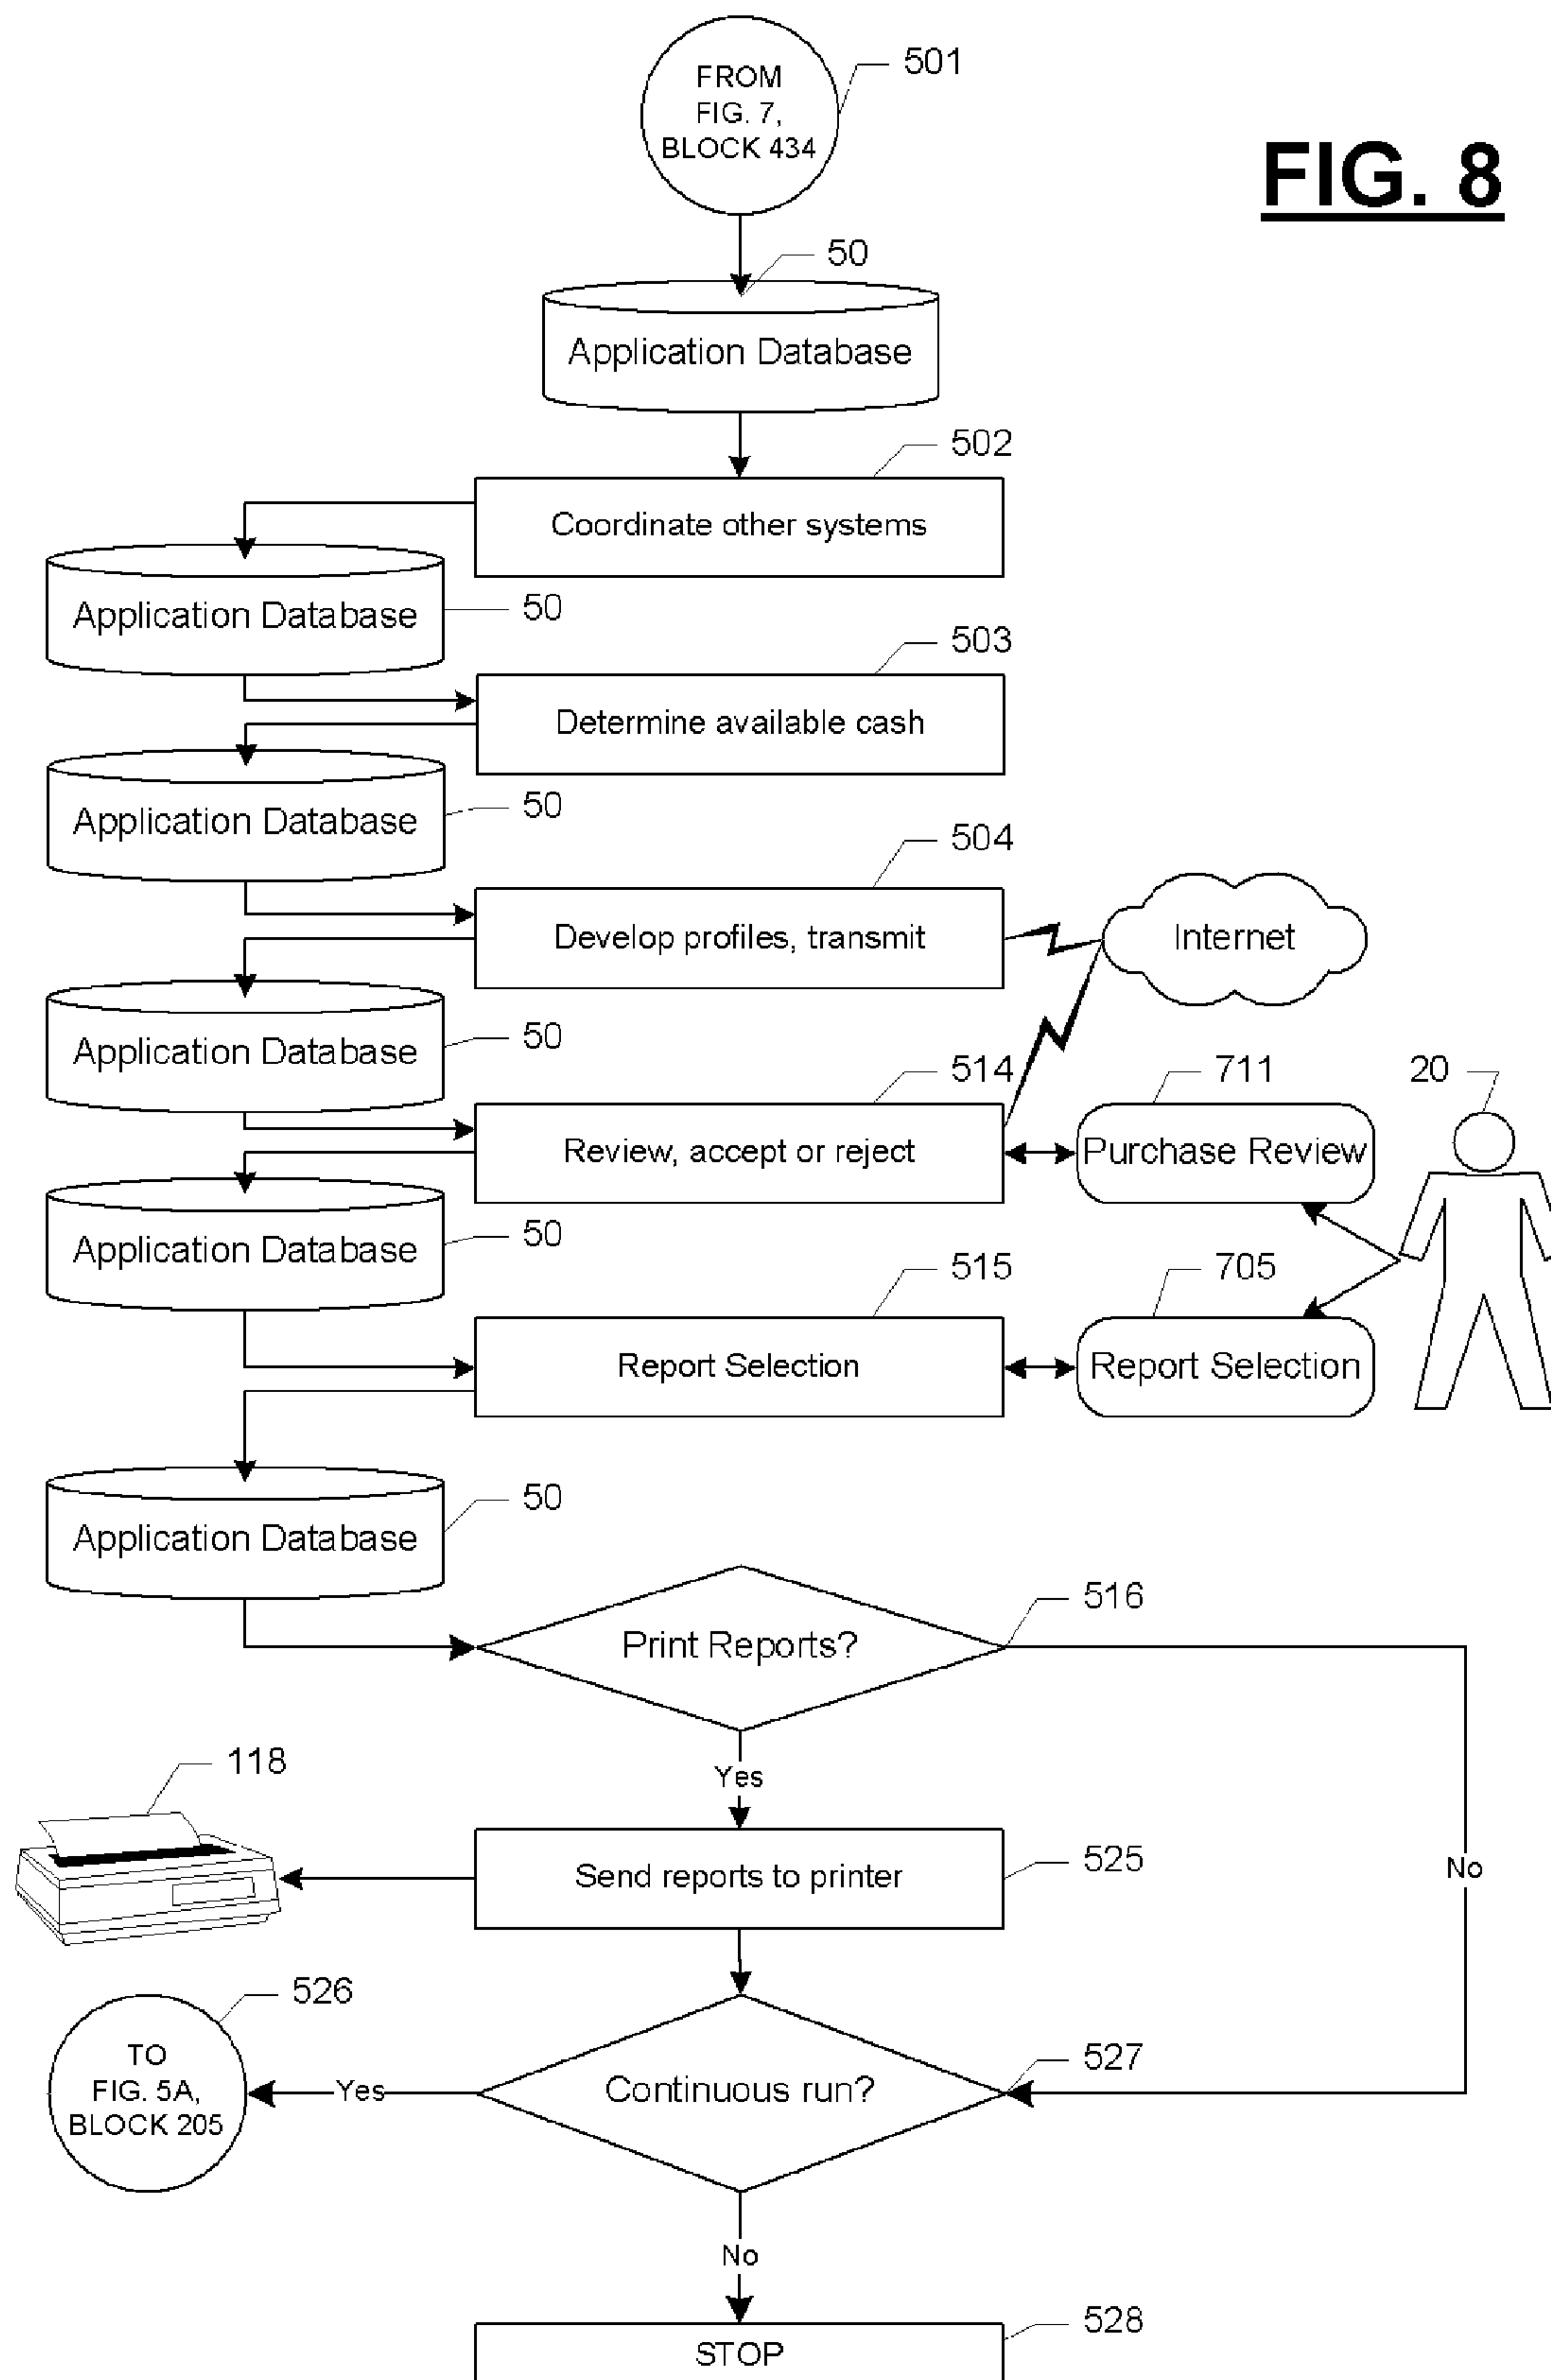 FROM
FIG. 7,
BLOCK 434
501
FIG. 8
50
Application Database
502
Coordinate other systems
Application Database
50
503
Determine available cash
Application Database
50
504
Develop profiles, transmit
Internet
Application Database
50
514
711
20
Review, accept or reject
Purchase Review
Application Database
50
515
705
Report Selection
Report Selection
Application Database
50
516
Print Reports?
Yes
118
Send reports to printer
525
No
526
TO
FIG. 5A,
BLOCK 205
Yes
Continuous run?
527
No
528
STOP